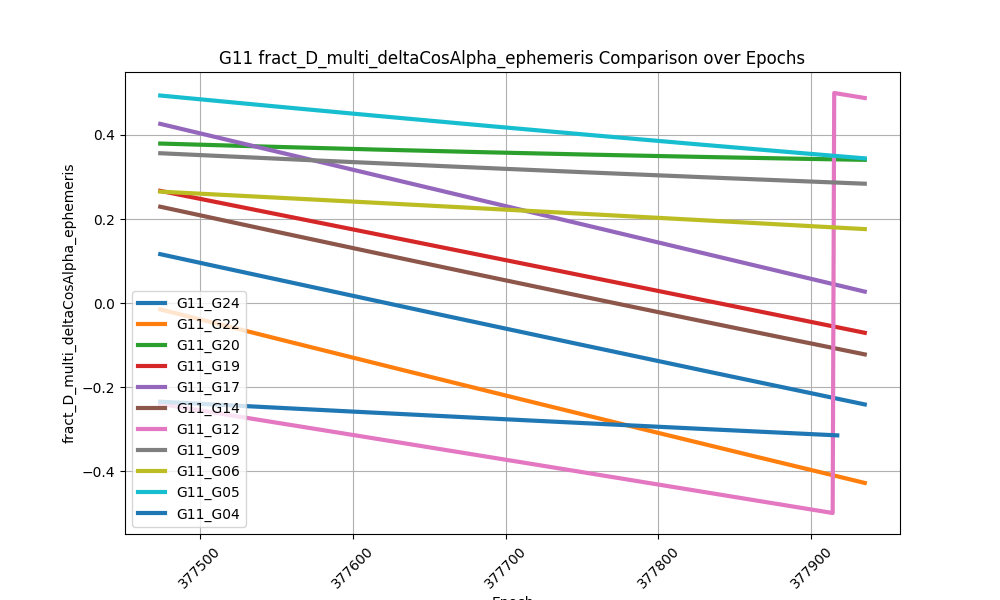 G11 fract_D_multi_deltaCosAlpha_ephemeris Comparison over Epochs
fract_D_multi_deltaCosAlpha_ephemeris
0.4
0.2
0.0
−0.2
−0.4
G11_G24
G11_G22
G11_G20
G11_G19
G11_G17
G11_G14
G11_G12
G11_G09
G11_G06
G11_G05
G11_G04
377500
377600
377700
377800
377900
Epoch